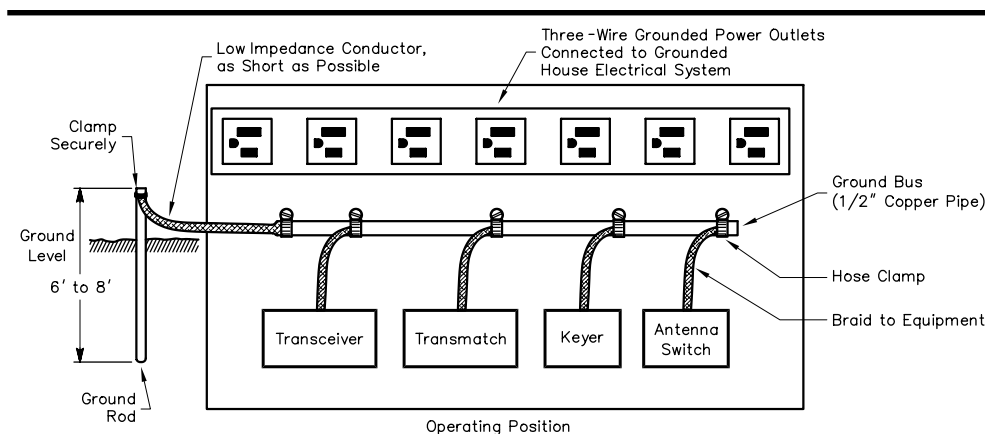 Low Impedance Conductor,
as Short as Possible
Three-Wire Grounded Power Outlets
Connected to Grounded
House Electrical System
Clamp
Securely
Ground Bus
(1/2" Copper Pipe)
Ground
Level
6' to 8'
Hose Clamp
Braid to Equipment
Transceiver
Transmatch
Keyer
Antenna
Switch
Ground
Rod
Operating Position